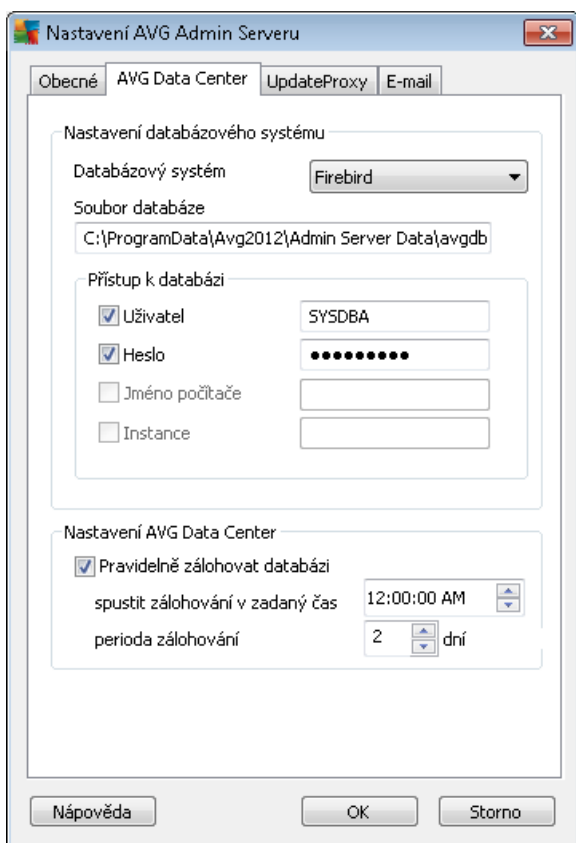 Nastavení AVG Admin Serveru
Obecné AVG Data Center UpdateProxy E-mail
Nastavení databázového systému
Databázový systém Firebird
Soubor databáze
C:\ProgramData\Avg2012\Admin Server Data\avgdb
Přístup k databázi
Uživatel SYSDBA
Heslo •••••••••
Jméno počítače
Instance
Nastavení AVG Data Center
Pravidelně zálohovat databázi
spustit zálohování v zadaný čas 12:00:00 AM
perioda zálohování 2 dní
Nápověda OK Storno